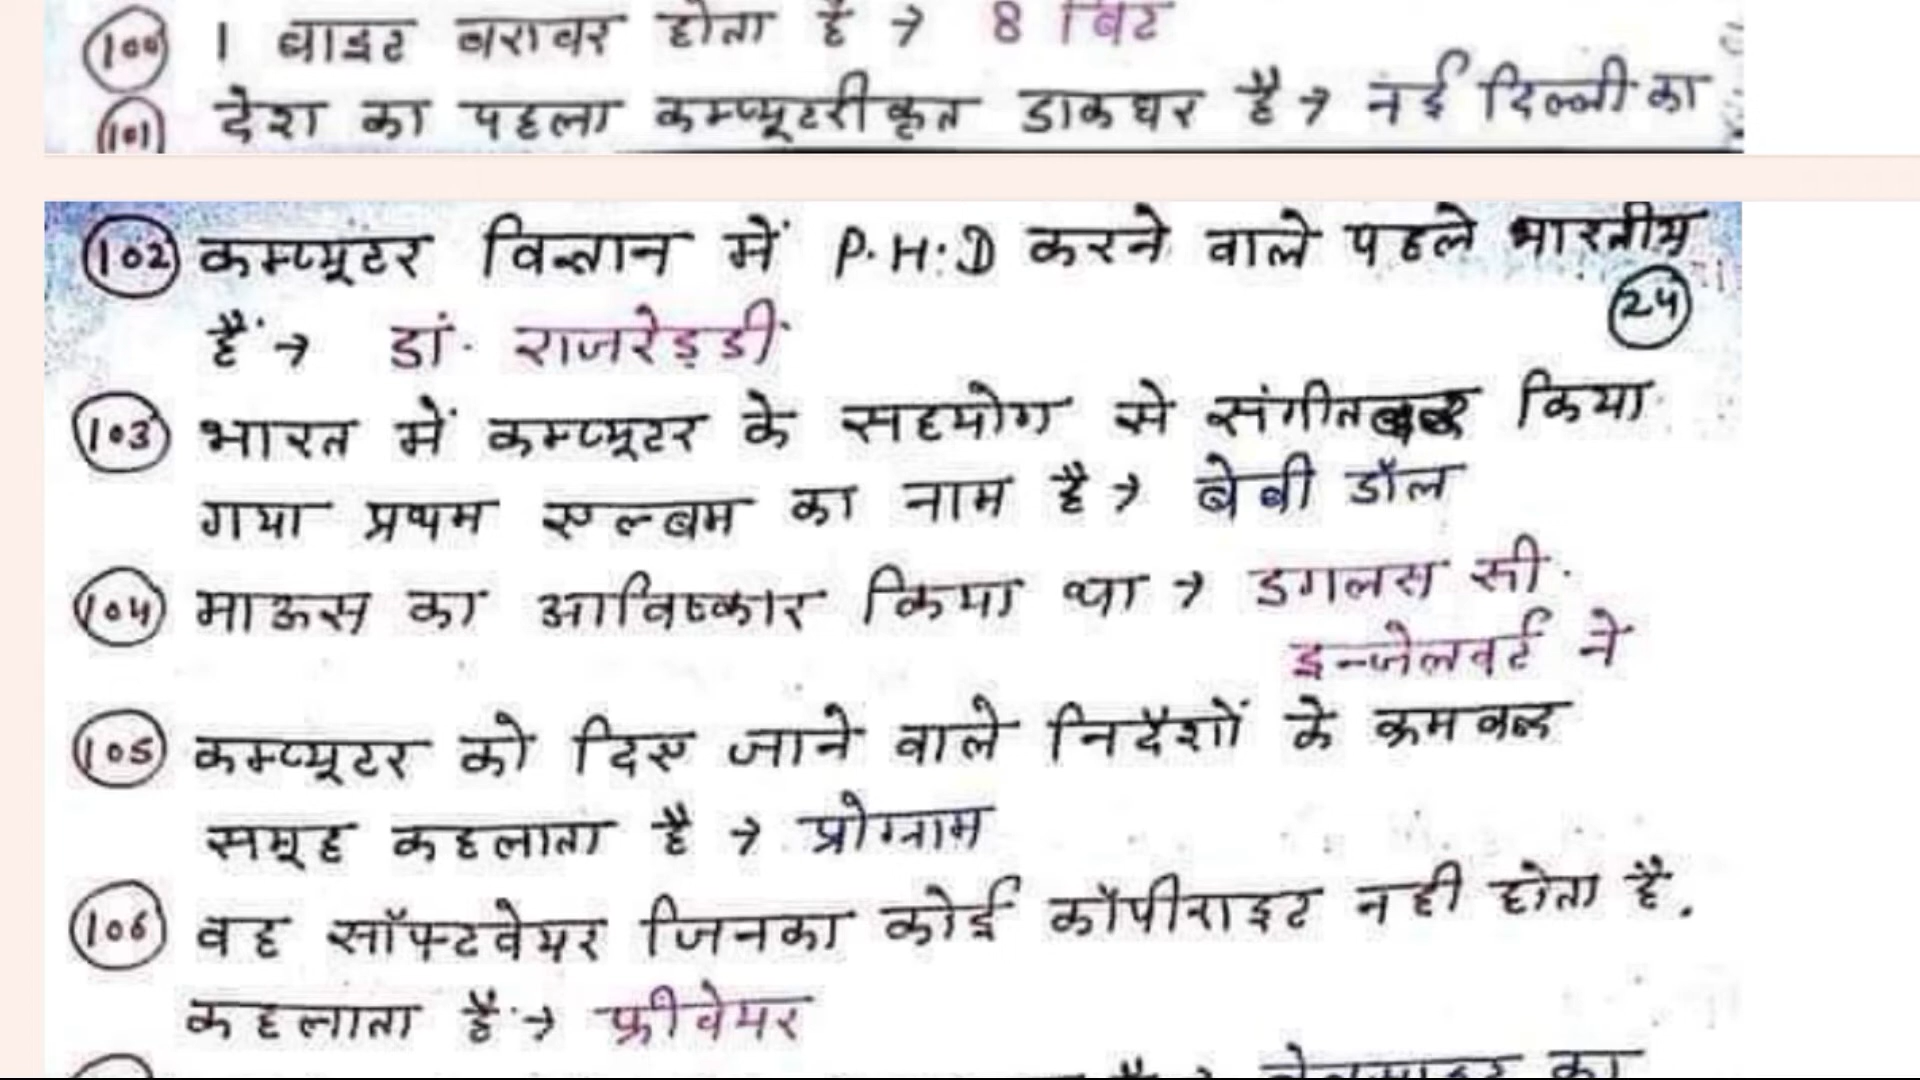 100 1 बाइट बराबर होता है → 8 बिट
101 देश का पहला कम्प्यूटरीकृत डाकघर है → नई दिल्ली का
102 कम्प्यूटर विज्ञान में P.H.D करने वाले पहले भारतीय
24
हैं → डां. राजरेड्डी
103 भारत में कम्प्यूटर के सहयोग से संगीतबद्ध किया
गया प्रथम एल्बम का नाम है → बेबी डॉल
104 माऊस का आविष्कार किया था → डगलस सी.
इन्जेलवर्ट ने
105 कम्प्यूटर को दिए जाने वाले निर्देशों के क्रमबद्ध
समूह कहलाता है → प्रोग्राम
106 वह सॉफ्टवेयर जिनका कोई कॉपीराइट नही होता है.
कहलाता है → फ्रीवेयर